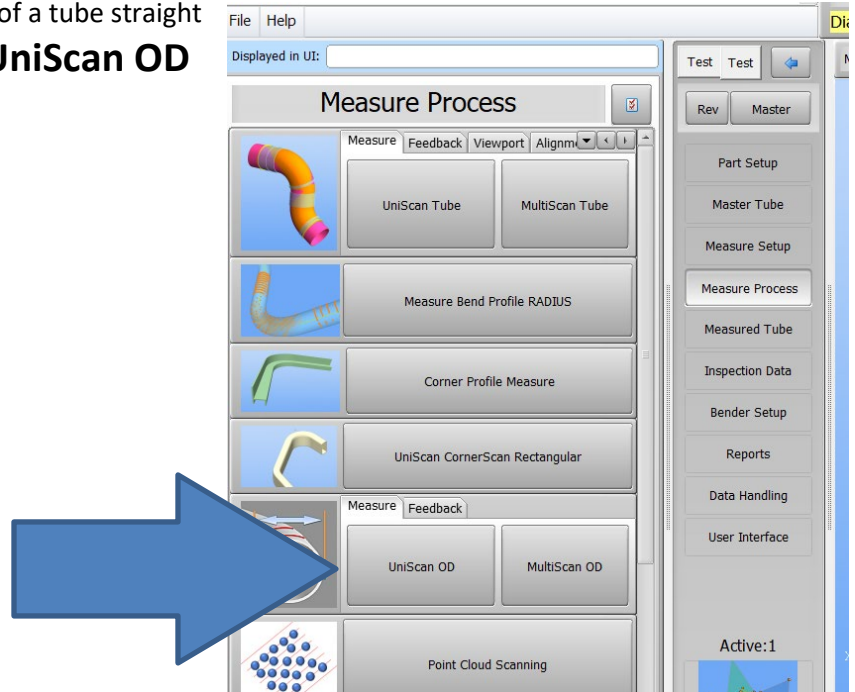 of a tube straight
UniScan OD
File Help
Displayed in UI:
Measure Process
Measure Feedback Viewport
UniScan Tube MultiScan Tube
Measure Bend Profile RADIUS
Corner Profile Measure
UniScan CornerScan Rectangular
Measure Feedback
UniScan OD MultiScan OD
Point Cloud Scanning
Test Test
Rev Master
Part Setup
Master Tube
Measure Setup
Measure Process
Measured Tube
Inspection Data
Bender Setup
Reports
Data Handling
User Interface
Active:1